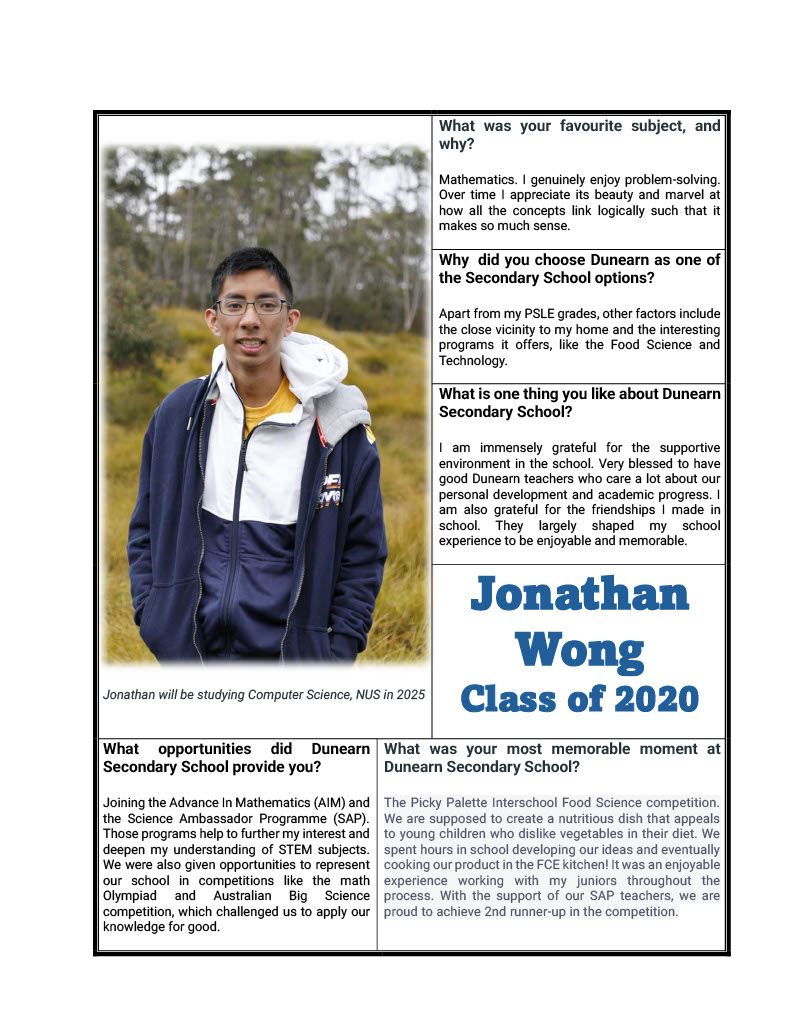 What was your favourite subject, and
why?
Mathematics. I genuinely enjoy problem-solving.
Over time I appreciate its beauty and marvel at
how all the concepts link logically such that it
makes so much sense.
Why did you choose Dunearn as one of
the Secondary School options?
Apart from my PSLE grades, other factors include
the close vicinity to my home and the interesting
programs it offers, like the Food Science and
Technology.
What is one thing you like about Dunearn
Secondary School?
I am immensely grateful for the supportive
environment in the school. Very blessed to have
good Dunearn teachers who care a lot about our
personal development and academic progress. I
am also grateful for the friendships I made in
school. They largely shaped my school
experience to be enjoyable and memorable.
Jonathan
Wong
Class of 2020
Jonathan will be studying Computer Science, NUS in 2025
What opportunities did Dunearn
Secondary School provide you?
Joining the Advance In Mathematics (AIM) and
the Science Ambassador Programme (SAP).
Those programs help to further my interest and
deepen my understanding of STEM subjects.
We were also given opportunities to represent
our school in competitions like the math
Olympiad and Australian Big Science
competition, which challenged us to apply our
knowledge for good.
What was your most memorable moment at
Dunearn Secondary School?
The Picky Palette Interschool Food Science competition.
We are supposed to create a nutritious dish that appeals
to young children who dislike vegetables in their diet. We
spent hours in school developing our ideas and eventually
cooking our product in the FCE kitchen! It was an enjoyable
experience working with my juniors throughout the
process. With the support of our SAP teachers, we are
proud to achieve 2nd runner-up in the competition.